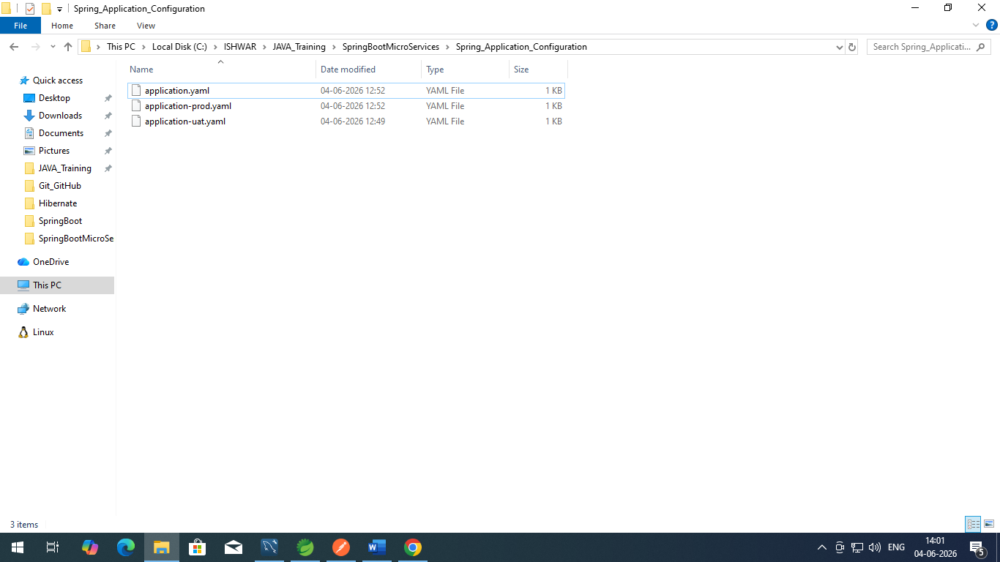 Spring_Application_Configuration
File Home Share View
This PC Local Disk (C:) ISHWAR JAVA_Training SpringBootMicroServices Spring_Application_Configuration Search Spring_Applicati...
Name Date modified Type Size
Quick access
Desktop
Downloads
Documents
Pictures
JAVA_Training
Git_GitHub
Hibernate
SpringBoot
SpringBootMicroSe
OneDrive
This PC
Network
Linux
application.yaml 04-06-2026 12:52 YAML File 1 KB
application-prod.yaml 04-06-2026 12:52 YAML File 1 KB
application-uat.yaml 04-06-2026 12:49 YAML File 1 KB
3 items
ENG
14:01
04-06-2026
5